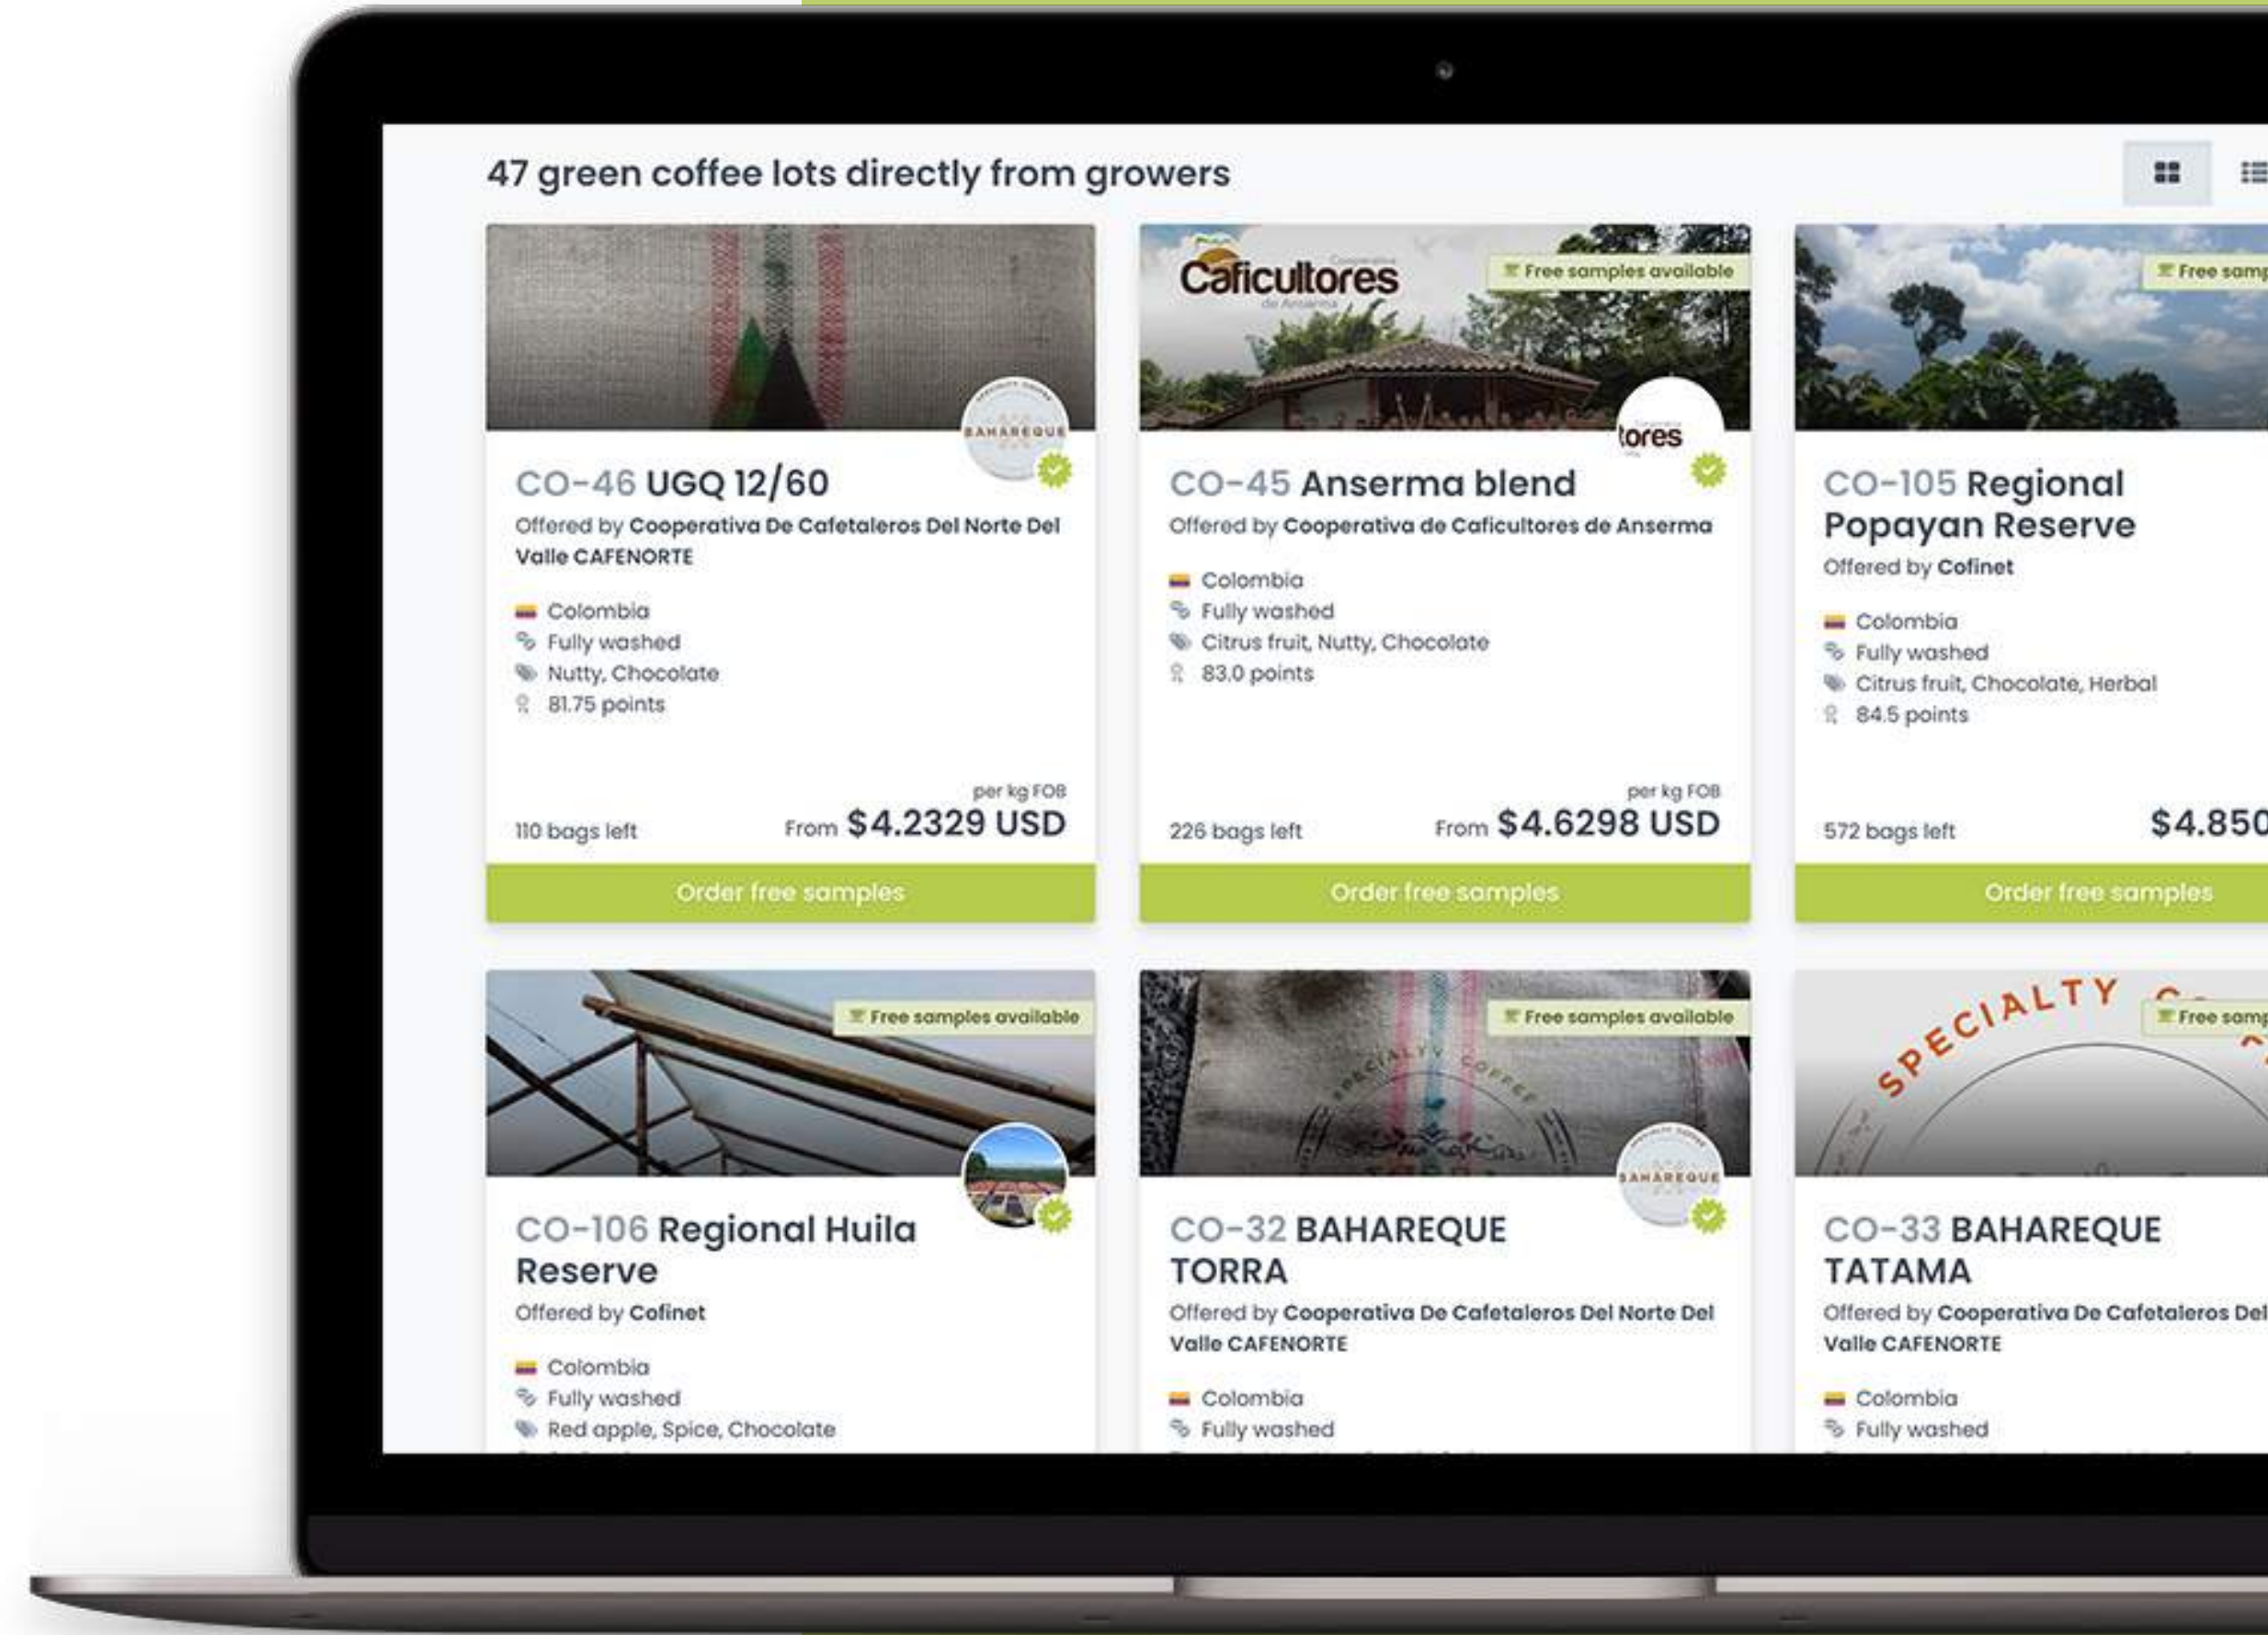 47 green coffee lots directly from growers
BAHAREQUE
CO-46 UGQ 12/60
Offered by Cooperativa De Cafetaleros Del Norte Del
Valle CAFENORTE
Colombia
Fully washed
Nutty, Chocolate
81.75 points
per kg FOB
110 bags left
From $4.2329 USD
Order free samples
Cooperativa
Caficultores
de Anserma
Free samples available
tores
CO-45 Anserma blend
Offered by Cooperativa de Caficultores de Anserma
Colombia
Fully washed
Citrus fruit, Nutty, Chocolate
83.0 points
per kg FOB
226 bags left
From $4.6298 USD
Order free samples
Free samp
CO-105 Regional
Popayan Reserve
Offered by Cofinet
Colombia
Fully washed
Citrus fruit, Chocolate, Herbal
84.5 points
572 bags left
$4.850
Order free samples
Free samples available
CO-106 Regional Huila
Reserve
Offered by Cofinet
Colombia
Fully washed
Red apple, Spice, Chocolate
Free samples available
SPECIALTY COFFEE
BAHAREQUE
CO-32 BAHAREQUE
TORRA
Offered by Cooperativa De Cafetaleros Del Norte Del
Valle CAFENORTE
Colombia
Fully washed
SPECIALTY
Free samp
CO-33 BAHAREQUE
TATAMA
Offered by Cooperativa De Cafetaleros Del
Valle CAFENORTE
Colombia
Fully washed